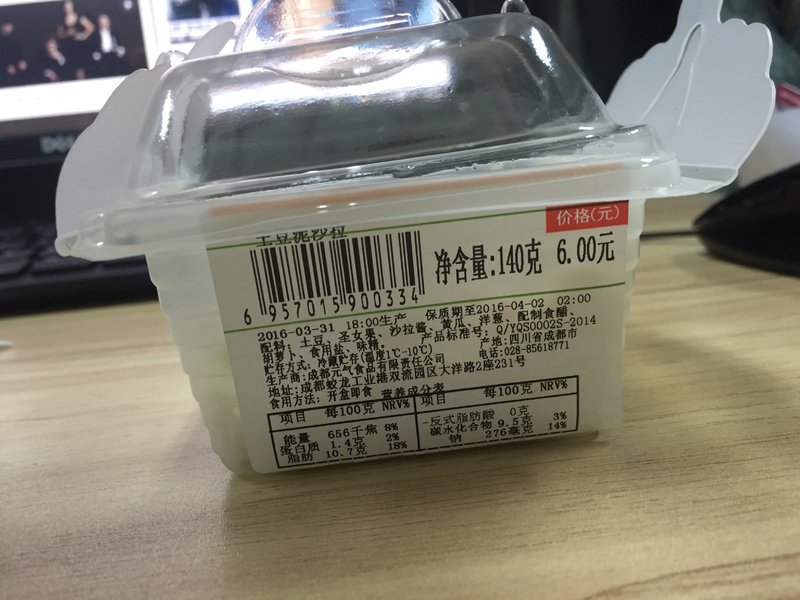 土豆泥沙拉
价格(元)
净含量:140克 6.00元
6 957015 900334
2016-03-31 18:00生产 保质期至2016-04-02 02:00
配料: 土豆、圣女果、沙拉酱、黄瓜、洋葱、配制食醋、
胡萝卜、食用盐、味精。 产品标准号: Q/YQS0002S-2014
贮存方式: 冷藏贮存(温度1℃-10℃) 产地:四川省成都市
生产商:成都元气食品有限责任公司 电话:028-85618771
地址:成都蛟龙工业港双流园区大洋路2座231号
食用方法: 开盒即食 营养成分表
项目 每100克 NRV% 项目 每100克 NRV%
能量 656千焦 8% -反式脂肪酸 0克
蛋白质 1.4克 2% 碳水化合物 9.5克 3%
脂肪 10.7克 18% 钠 276毫克 14%